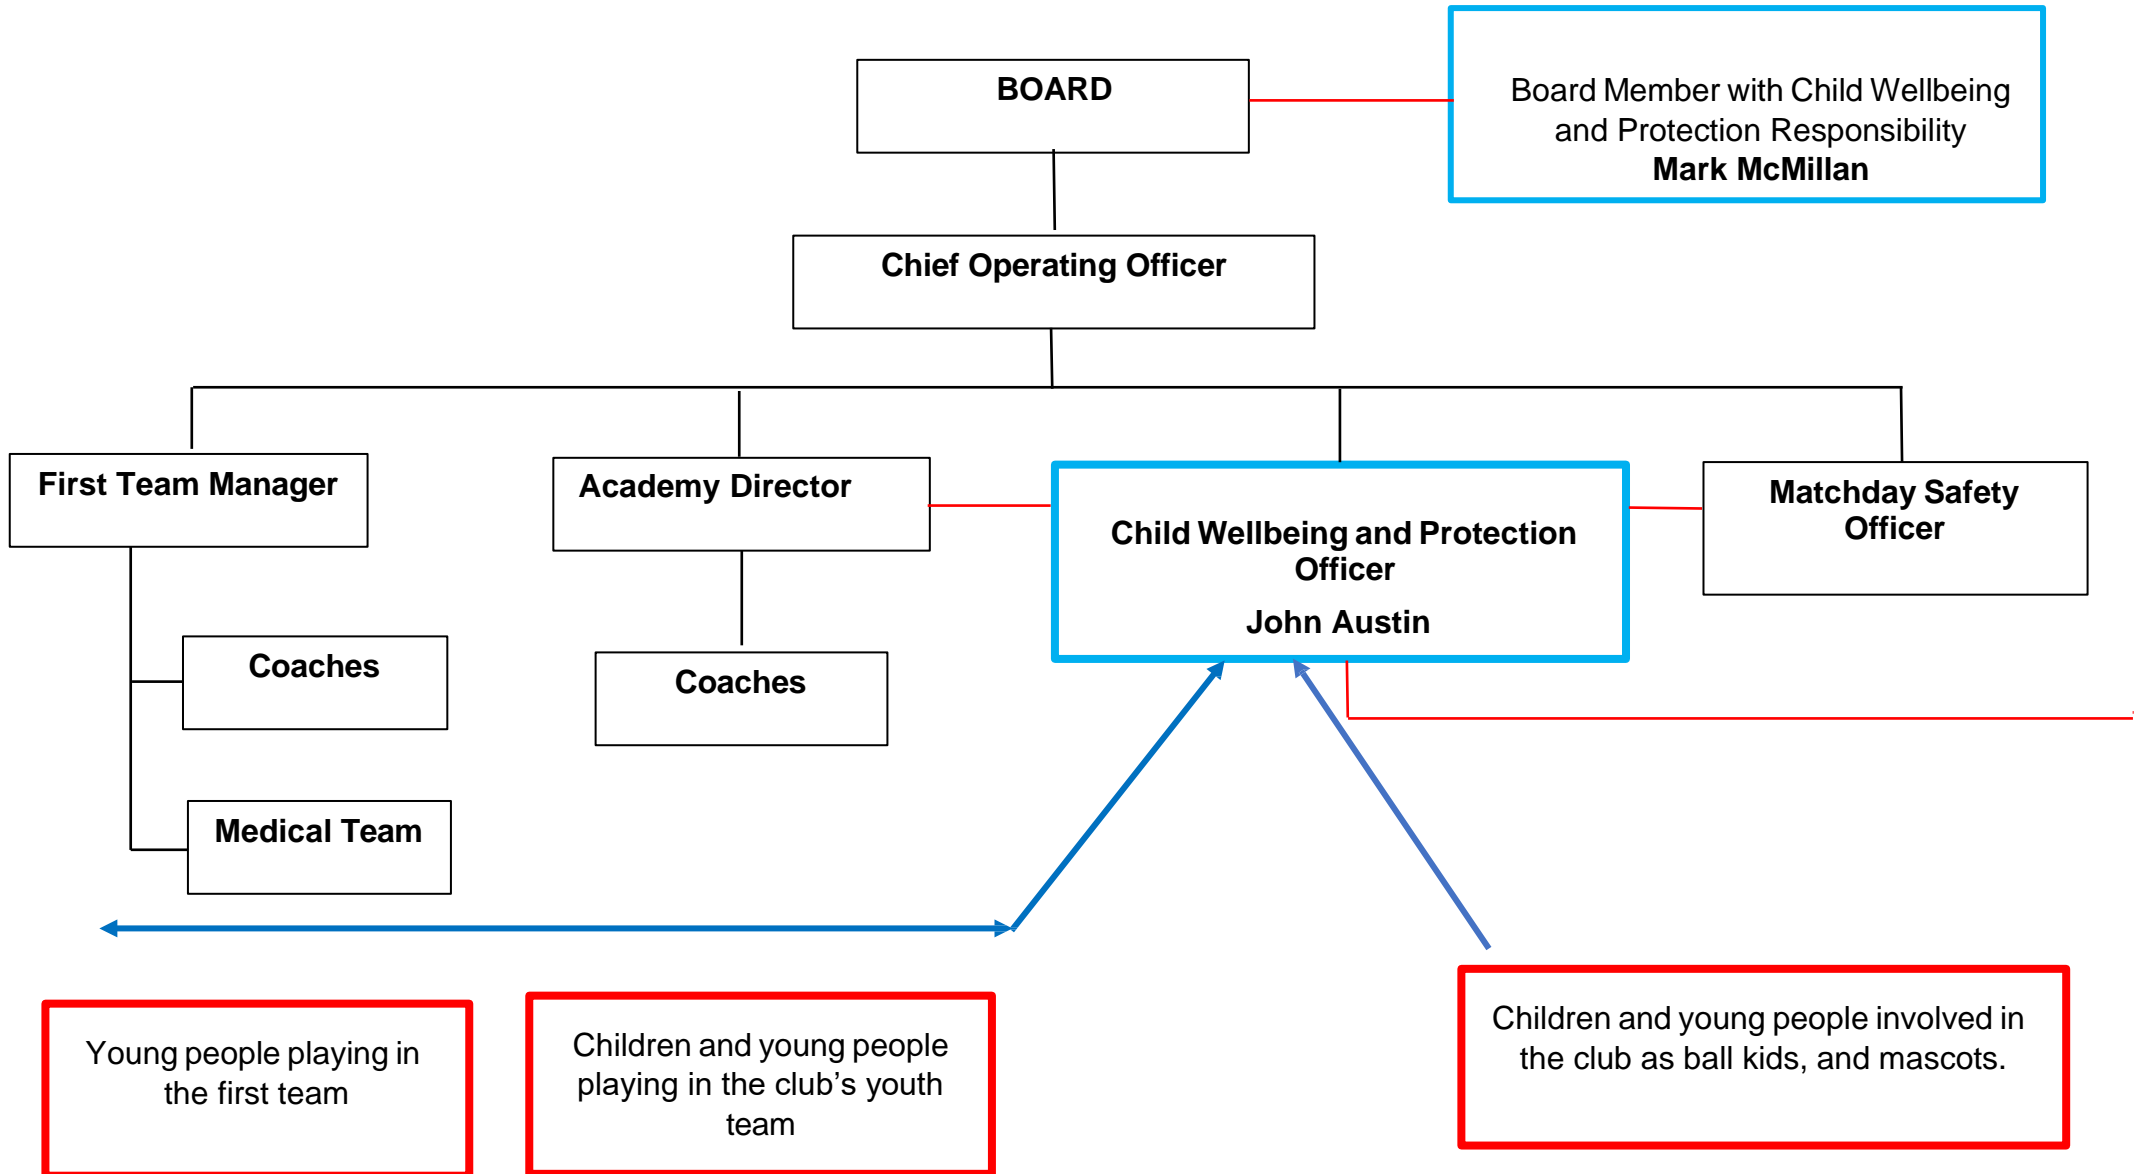 BOARD
Board Member with Child Wellbeing
and Protection Responsibility
Mark McMillan
Chief Operating Officer
First Team Manager
Academy Director
Child Wellbeing and Protection
Officer
John Austin
Matchday Safety
Officer
Coaches
Coaches
Medical Team
Young people playing in
the first team
Children and young people
playing in the club’s youth
team
Children and young people involved in
the club as ball kids, and mascots.